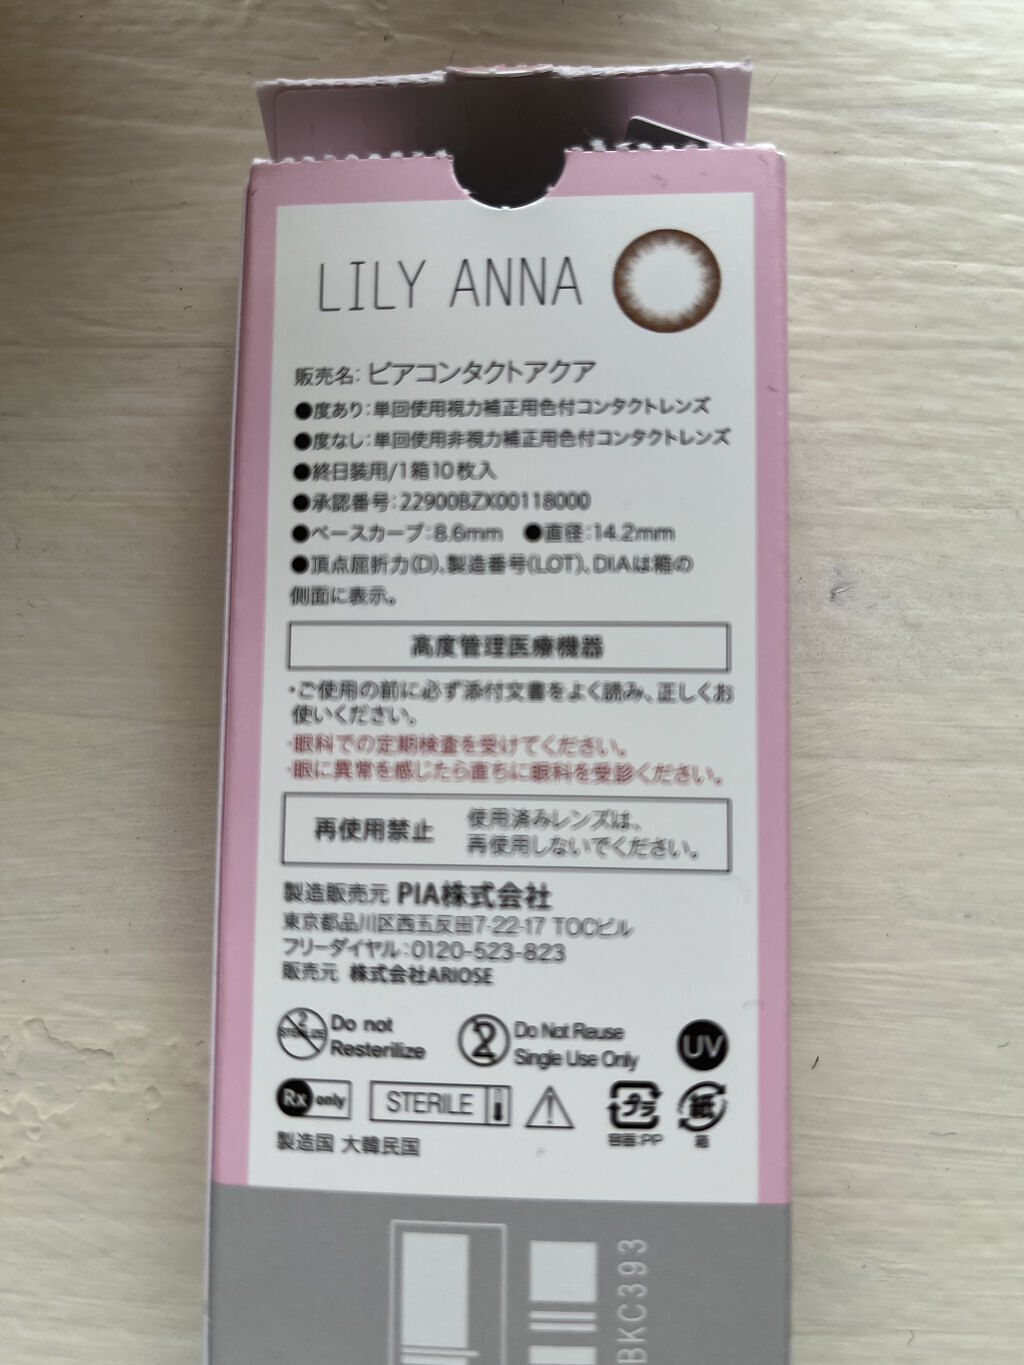 LILY ANNA
販売名：ピアコンタクトアクア
●度あり：単回使用視力補正用色付コンタクトレンズ
●度なし：単回使用非視力補正用色付コンタクトレンズ
●終日装用/1箱10枚入
●承認番号：22900BZX00118000
●ベースカーブ：8.6mm ●直径：14.2mm
●頂点屈折力(D)、製造番号(LOT)、DIAは箱の
側面に表示。
高度管理医療機器
・ご使用の前に必ず添付文書をよく読み、正しくお
使いください。
・眼科での定期検査を受けてください。
・眼に異常を感じたら直ちに眼科を受診ください。
再使用禁止 使用済みレンズは、
再使用しないでください。
製造販売元 PIA株式会社
東京都品川区西五反田7-22-17 TOCビル
フリーダイヤル：0120-523-823
販売元 株式会社ARIOSE
2 STERILIZE Do not
Resterilize
2 Do Not Reuse
Single Use Only
UV
Rx only
STERILE
プラ
容器:PP
紙
箱
製造国 大韓民国
BKC393